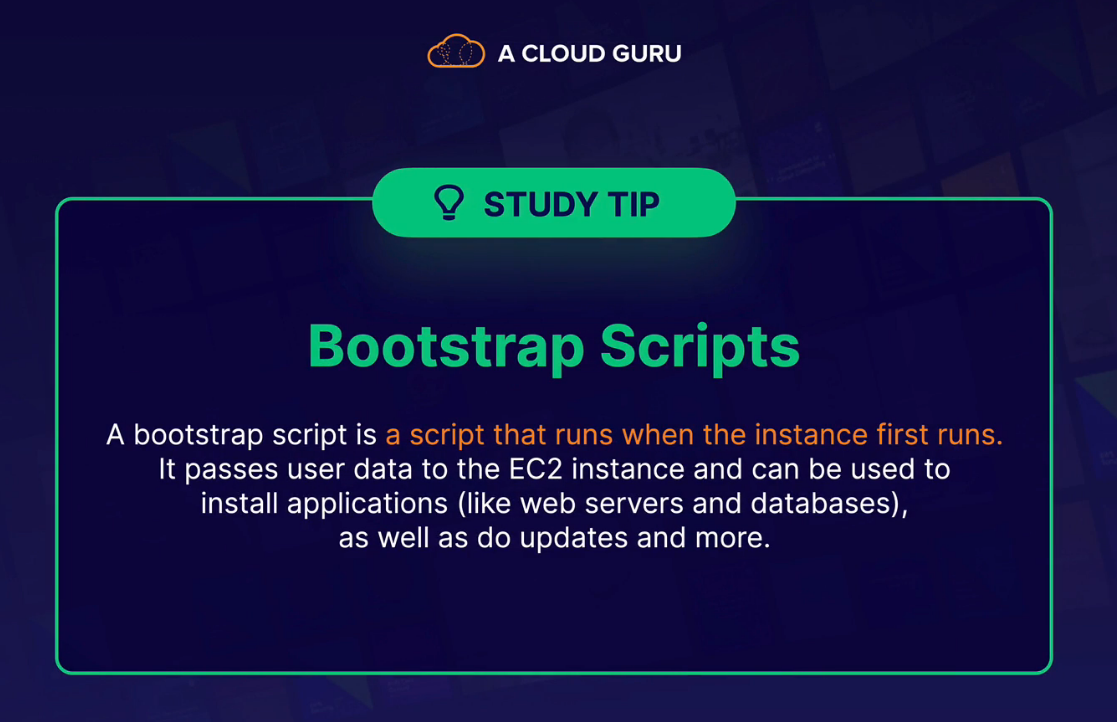 A CLOUD GURU
STUDY TIP
Bootstrap Scripts
A bootstrap script is a script that runs when the instance first runs.
It passes user data to the EC2 instance and can be used to
install applications (like web servers and databases),
as well as do updates and more.